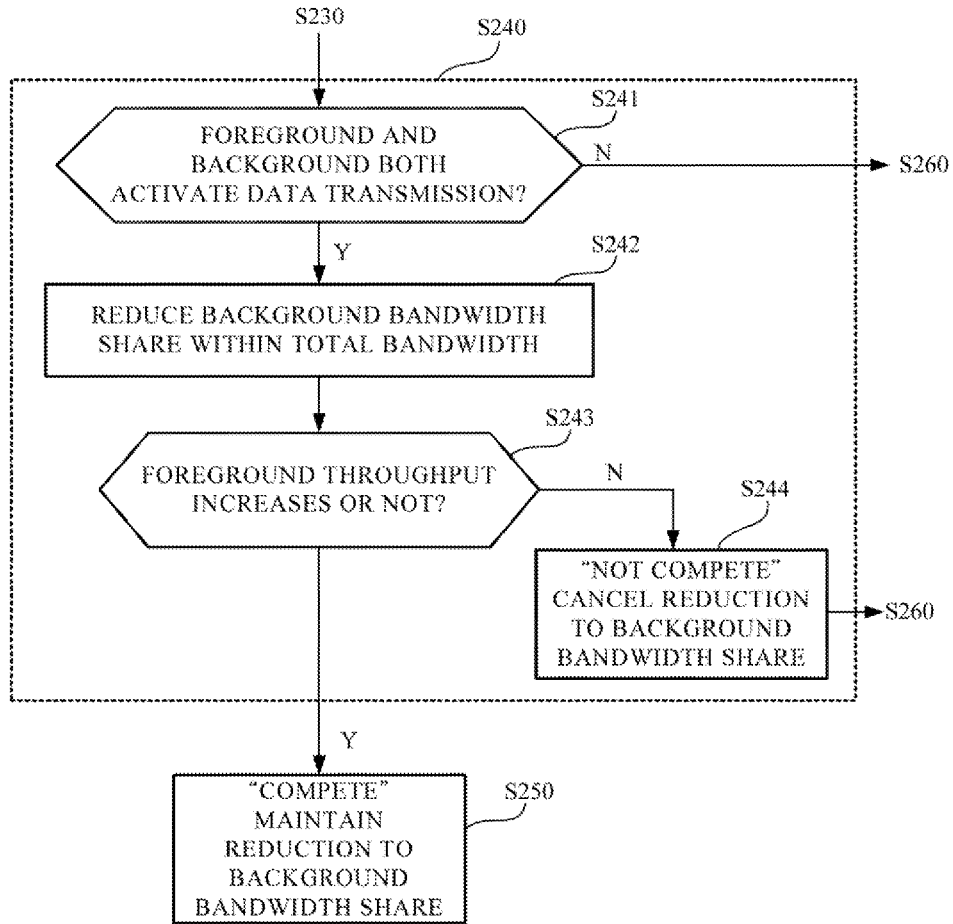 S230
S240
S241
FOREGROUND AND
BACKGROUND BOTH
ACTIVATE DATA TRANSMISSION?
N
S260
Y
S242
REDUCE BACKGROUND BANDWIDTH
SHARE WITHIN TOTAL BANDWIDTH
S243
FOREGROUND THROUGHPUT
INCREASES OR NOT?
N
S244
“NOT COMPETE”
CANCEL REDUCTION
TO BACKGROUND
BANDWIDTH SHARE
S260
Y
S250
“COMPETE”
MAINTAIN
REDUCTION TO
BACKGROUND
BANDWIDTH SHARE